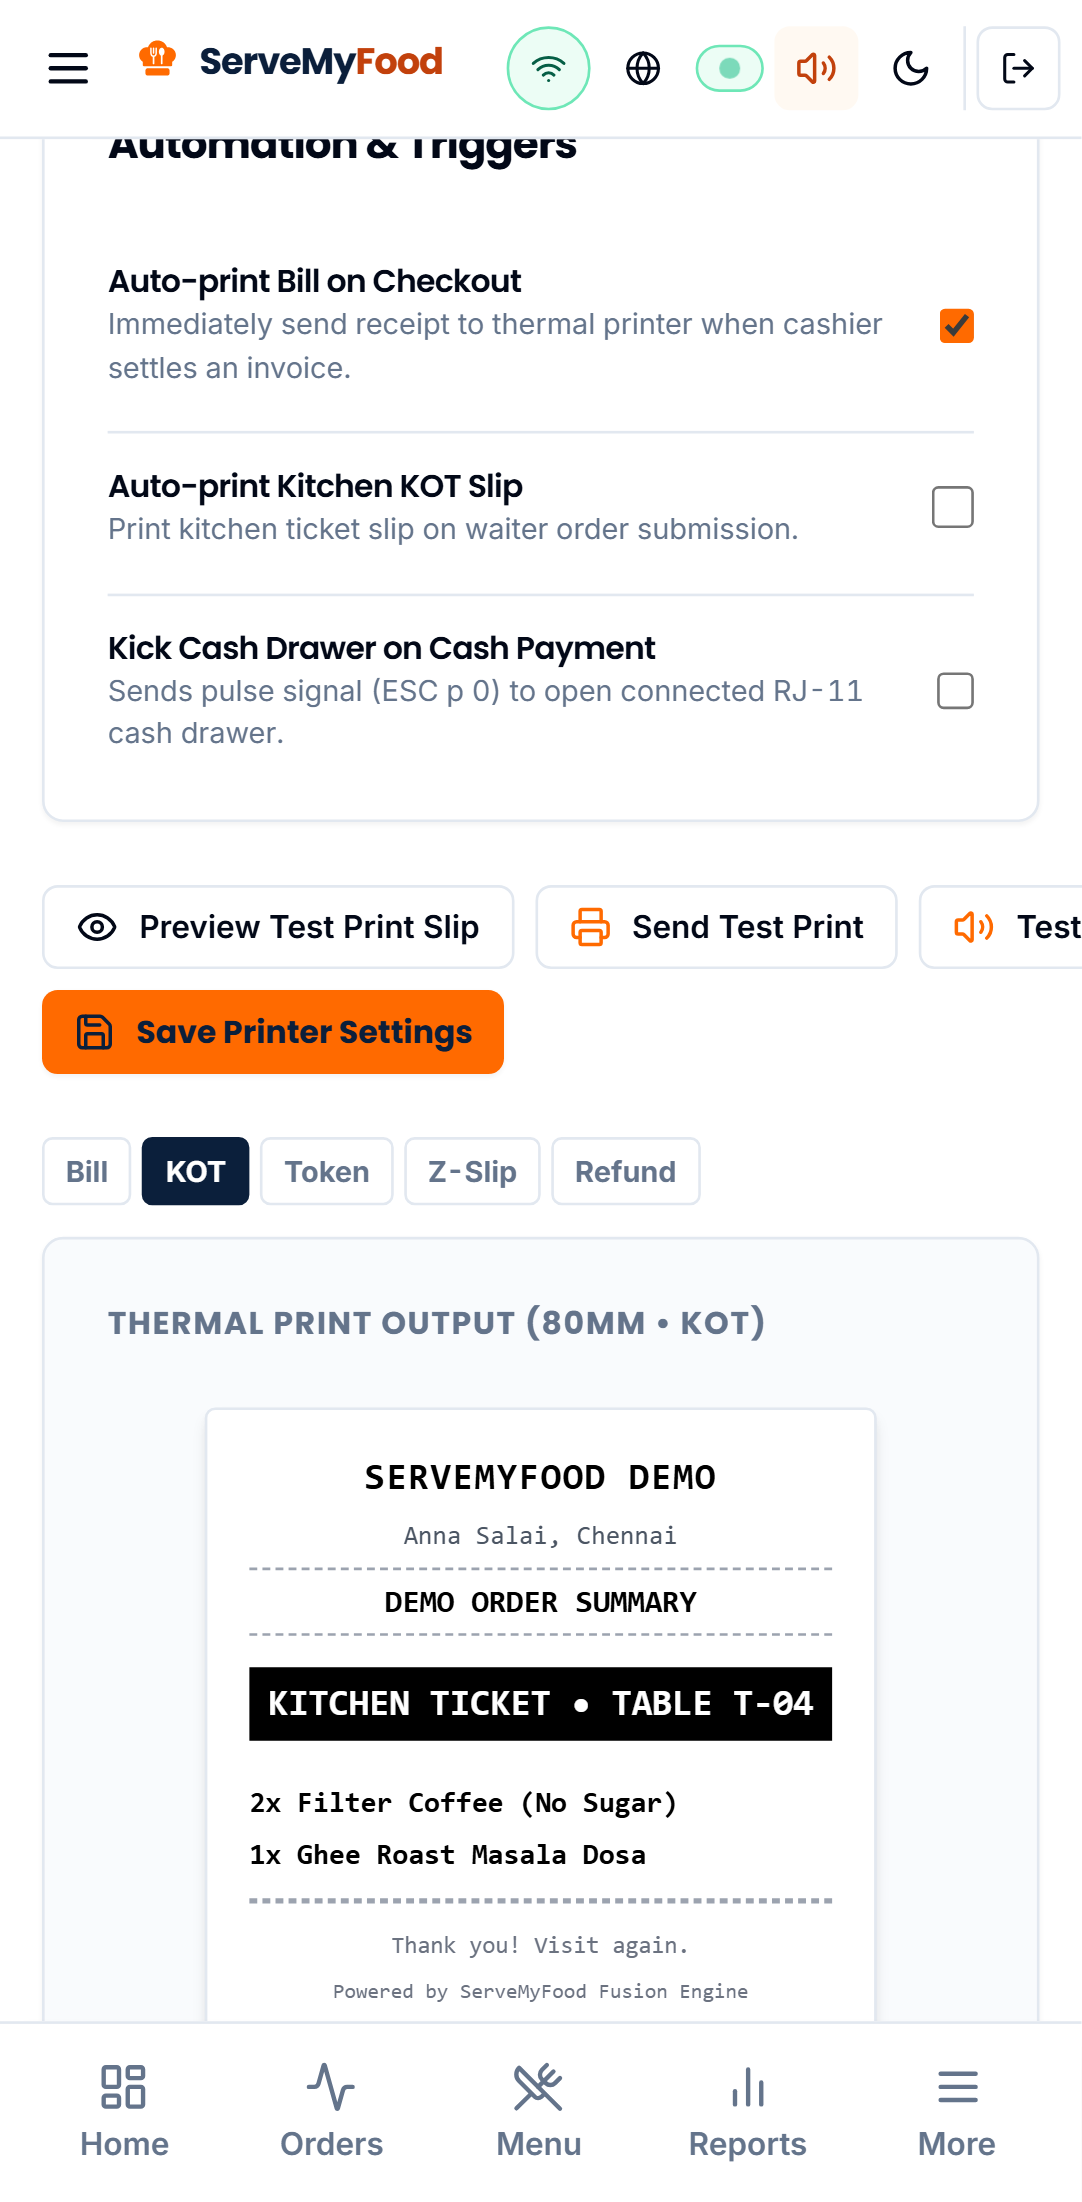 ServeMyFood
Automation & Triggers
Auto-print Bill on Checkout
Immediately send receipt to thermal printer when cashier
settles an invoice.
Auto-print Kitchen KOT Slip
Print kitchen ticket slip on waiter order submission.
Kick Cash Drawer on Cash Payment
Sends pulse signal (ESC p 0) to open connected RJ-11
cash drawer.
Preview Test Print Slip
Send Test Print
Test
Save Printer Settings
Bill
KOT
Token
Z-Slip
Refund
THERMAL PRINT OUTPUT (80MM • KOT)
SERVEMYFOOD DEMO
Anna Salai, Chennai
DEMO ORDER SUMMARY
KITCHEN TICKET • TABLE T-04
2x Filter Coffee (No Sugar)
1x Ghee Roast Masala Dosa
Thank you! Visit again.
Powered by ServeMyFood Fusion Engine
Home
Orders
Menu
Reports
More